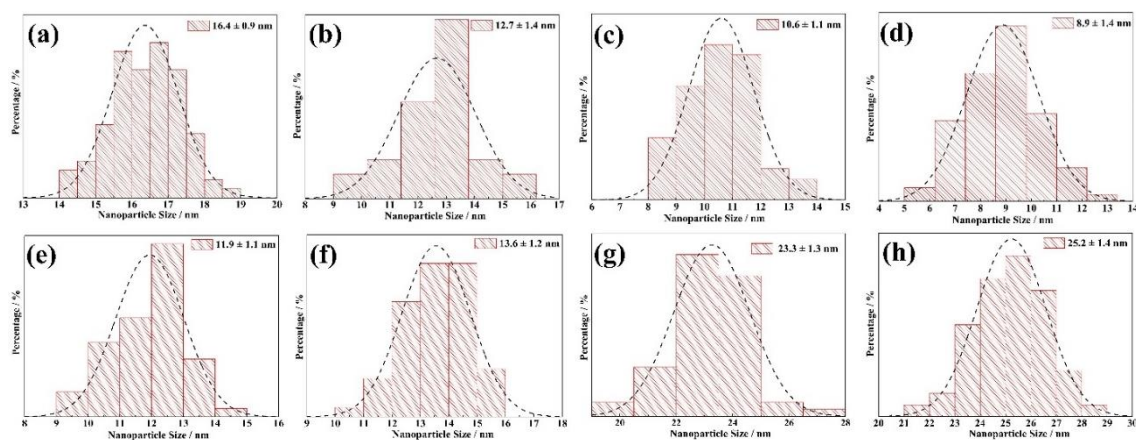 (a)
16.4 ± 0.9 nm
Percentage / %
13 14 15 16 17 18 19 20
Nanoparticle Size / nm
(b)
12.7 ± 1.4 nm
Percentage / %
8 9 10 11 12 13 14 15 16 17
Nanoparticle Size / nm
(c)
10.6 ± 1.1 nm
Percentage / %
6 7 8 9 10 11 12 13 14 15
Nanoparticle Size / nm
(d)
8.9 ± 1.4 nm
Percentage / %
4 5 6 7 8 9 10 11 12 13 14
Nanoparticle Size / nm
(e)
11.9 ± 1.1 nm
Percentage / %
8 9 10 11 12 13 14 15 16
Nanoparticle Size / nm
(f)
13.6 ± 1.2 nm
Percentage / %
9 10 11 12 13 14 15 16 17 18
Nanoparticle Size / nm
(g)
23.3 ± 1.3 nm
Percentage / %
20 22 24 26 28
Nanoparticle Size / nm
(h)
25.2 ± 1.4 nm
Percentage / %
20 21 22 23 24 25 26 27 28 29 30
Nanoparticle Size / nm